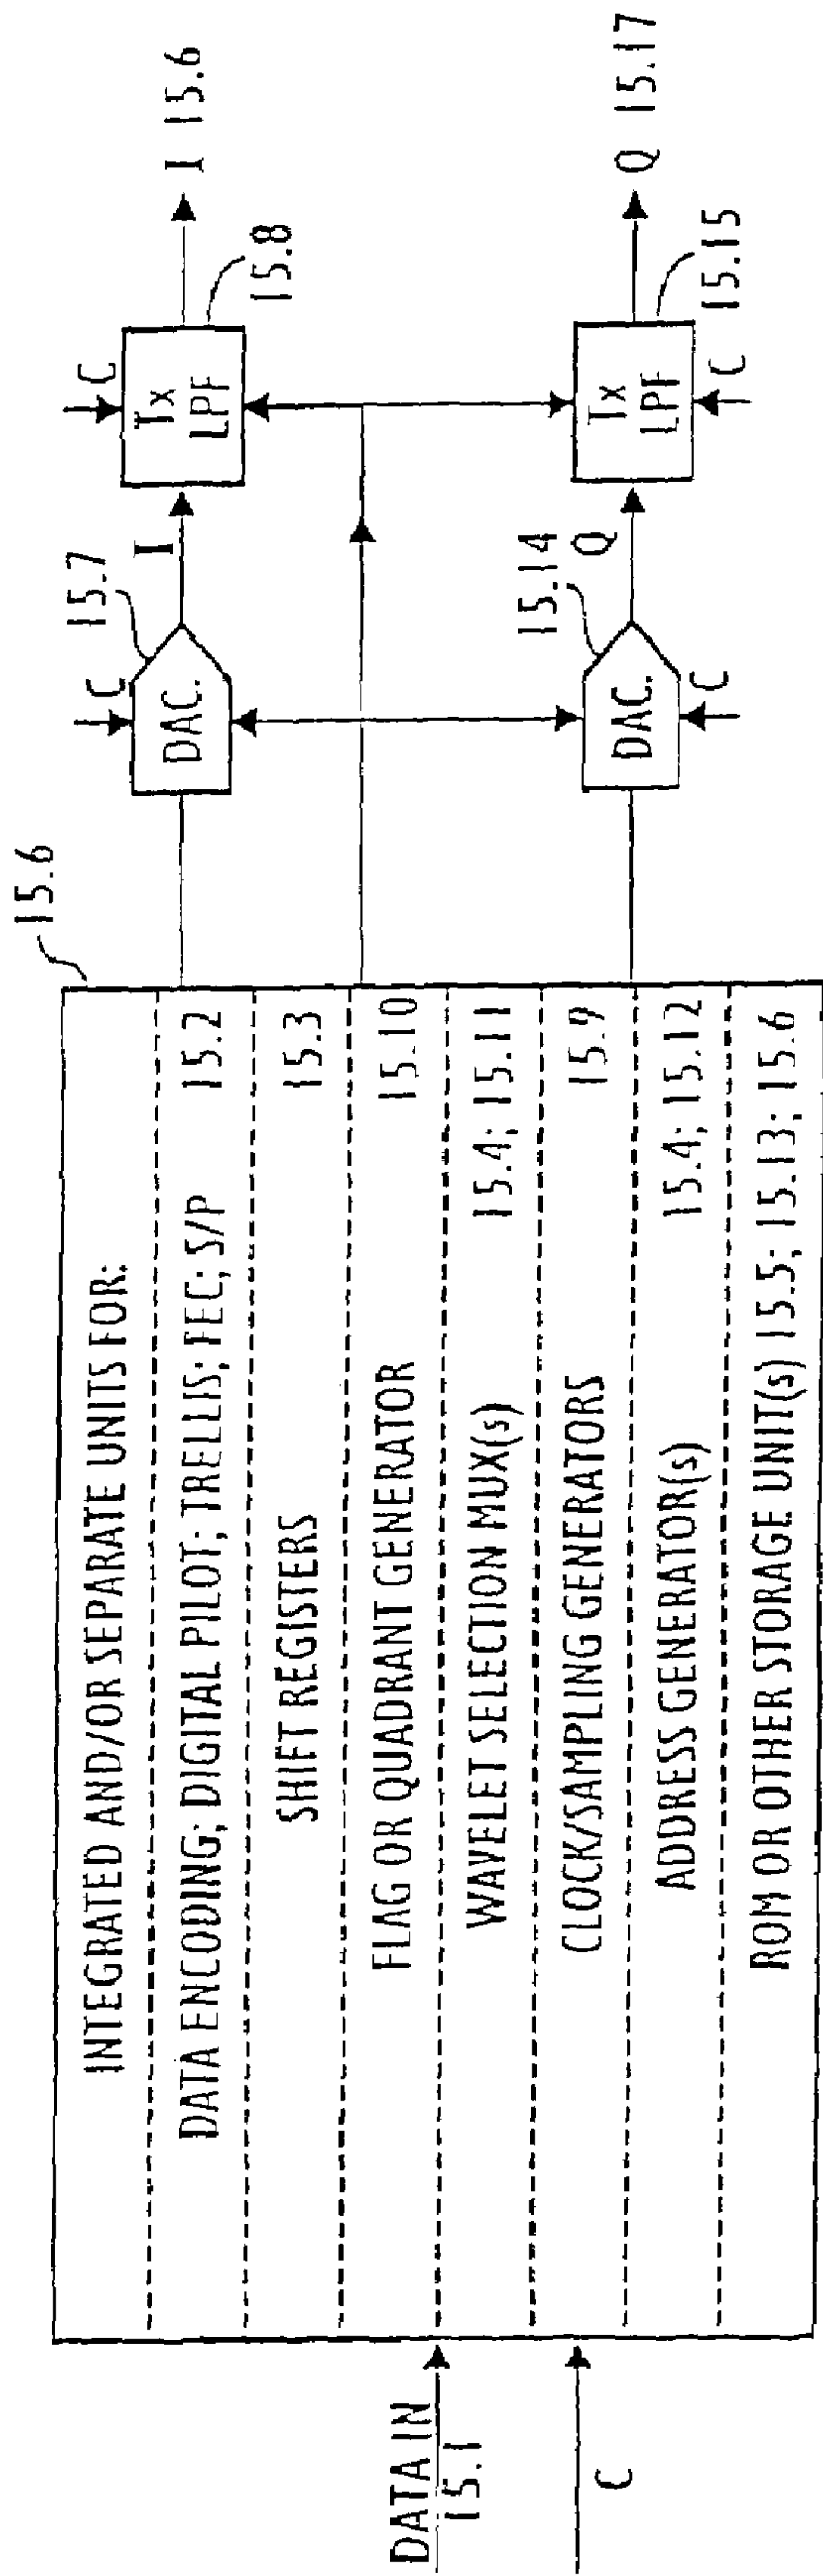 DATA IN
15.1
C
15.6
INTEGRATED AND/OR SEPARATE UNITS FOR:
DATA ENCODING; DIGITAL PILOT; TRELLIS; FEC; S/P 15.2
SHIFT REGISTERS 15.3
FLAG OR QUADRANT GENERATOR 15.10
WAVELET SELECTION MUX(s) 15.4; 15.11
CLOCK/SAMPLING GENERATORS 15.9
ADDRESS GENERATOR(s) 15.4; 15.12
ROM OR OTHER STORAGE UNIT(s) 15.5; 15.13; 15.6
C
15.7
DAC.
I
C
Tx
LPF
15.8
I 15.6
15.14
DAC.
C
Q
Tx
LPF
C
15.15
Q 15.17